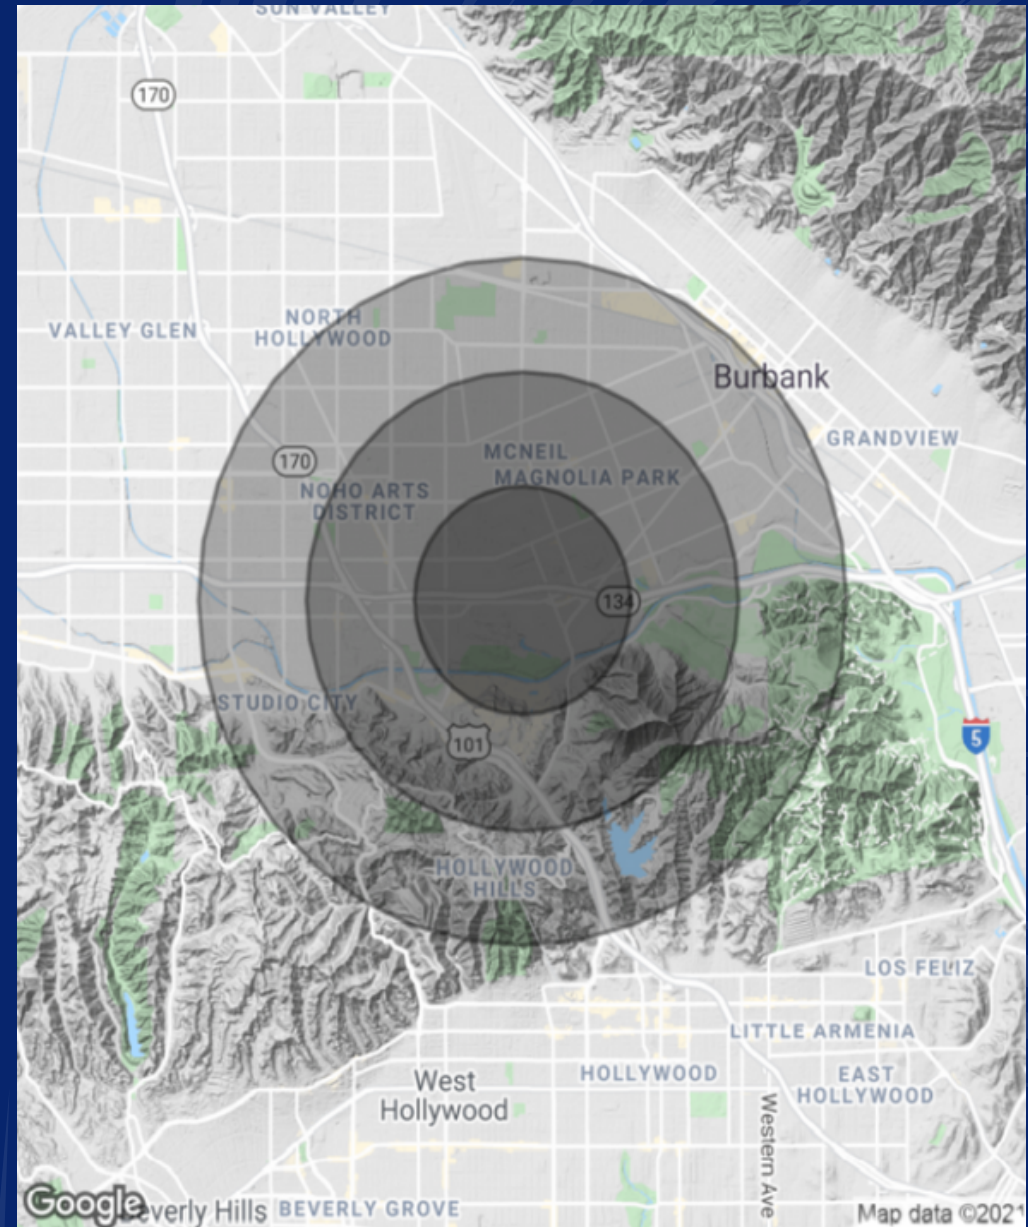 SUN VALLEY
170
VALLEY GLEN
NORTH
HOLLYWOOD
Burbank
GRANDVIEW
MCNEIL
MAGNOLIA PARK
170
NOHO ARTS
DISTRICT
134
STUDIO CITY
101
5
HOLLYWOOD
HILLS
LOS FELIZ
LITTLE ARMENIA
West
Hollywood
HOLLYWOOD
EAST
HOLLYWOOD
Western Ave
Google
Beverly Hills
BEVERLY GROVE
Map data ©2021